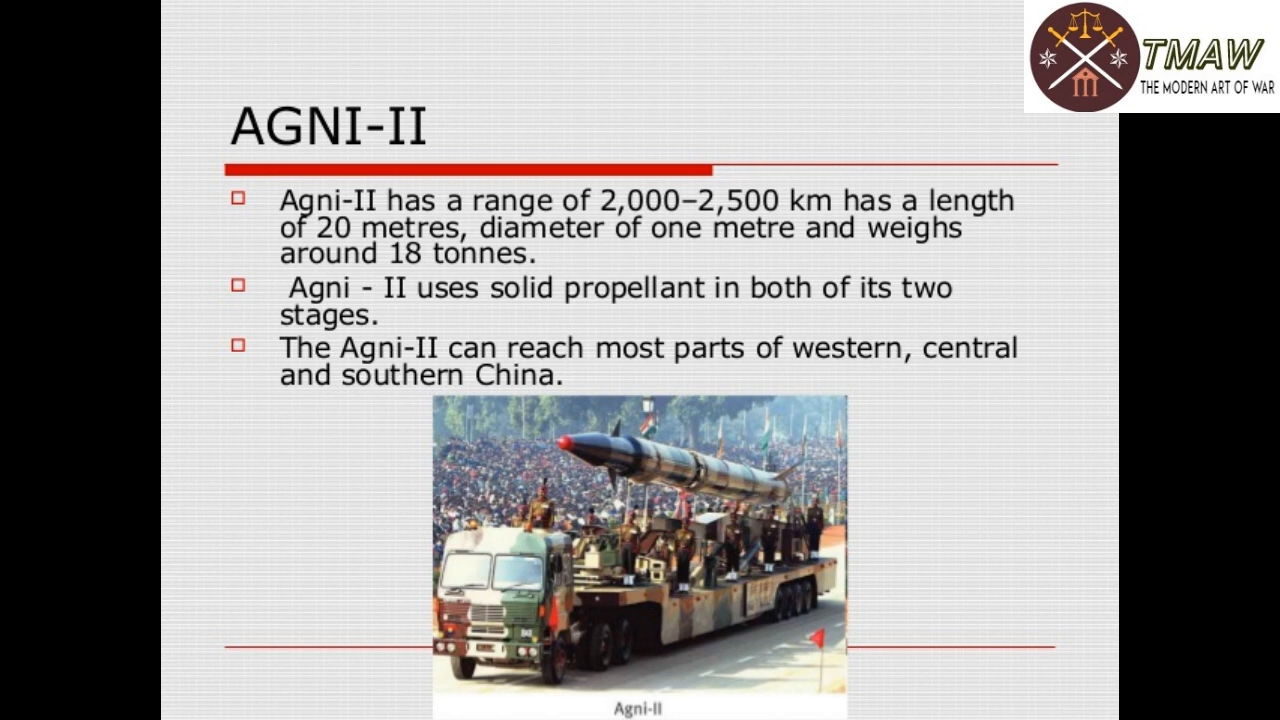 TMAW
THE MODERN ART OF WAR
AGNI-II
Agni-II has a range of 2,000–2,500 km has a length
of 20 metres, diameter of one metre and weighs
around 18 tonnes.
Agni - II uses solid propellant in both of its two
stages.
The Agni-II can reach most parts of western, central
and southern China.
Agni-II